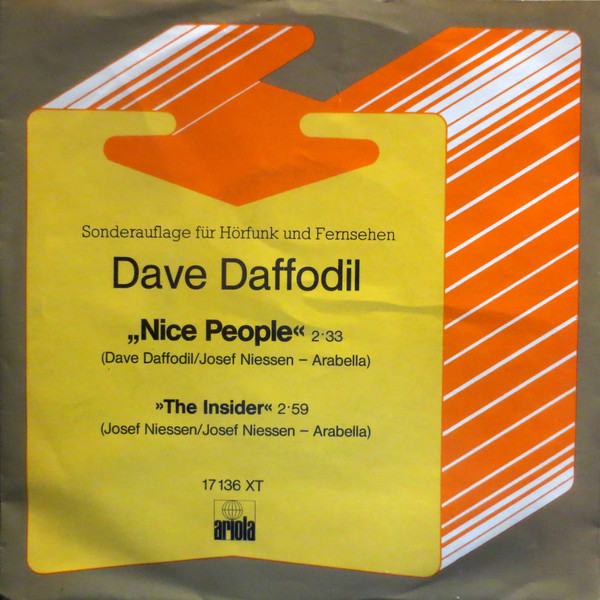 Sonderauflage für Hörfunk und Fernsehen
Dave Daffodil
„Nice People“ 2·33
(Dave Daffodil/Josef Niessen – Arabella)
»The Insider« 2·59
(Josef Niessen/Josef Niessen – Arabella)
17 136 XT
ariola